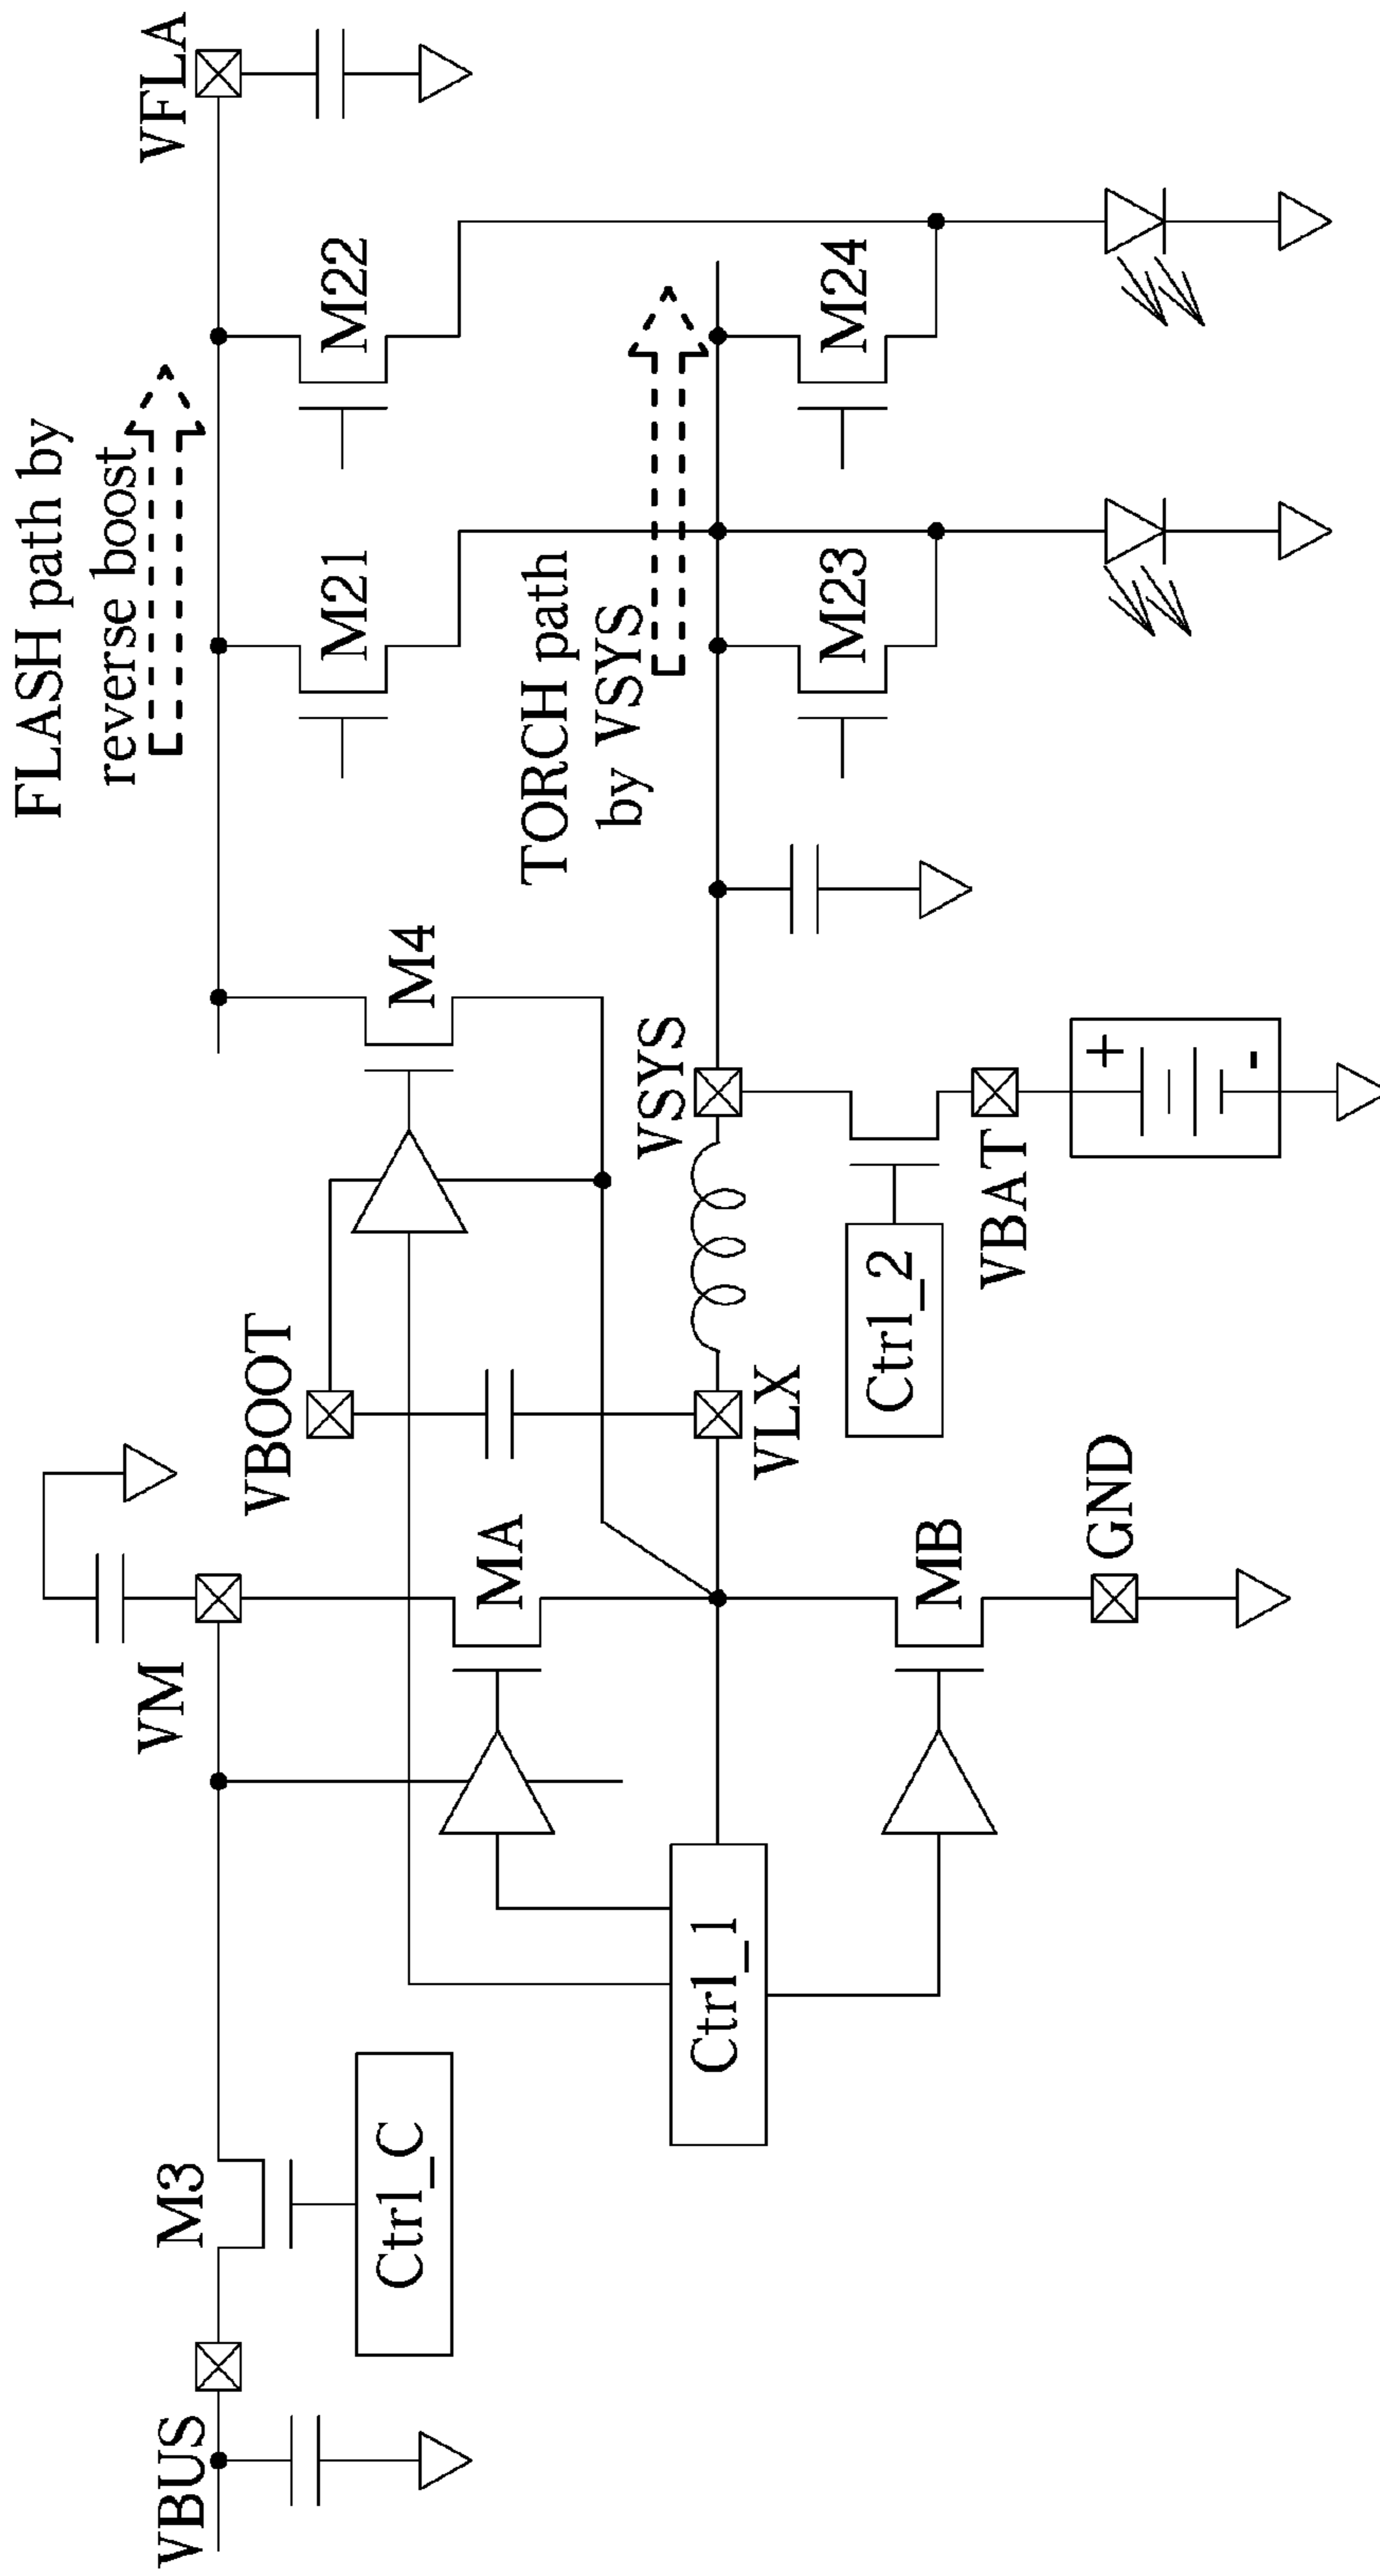 FLASH path by
reverse boost
VFLA
VBUS
M3
Ctrl_C
VM
VBOOT
M4
M21
M22
MA
TORCH path
by VSYS
VSYS
Ctrl_1
VLX
M23
M24
Ctrl_2
MB
VBAT
GND
+
-